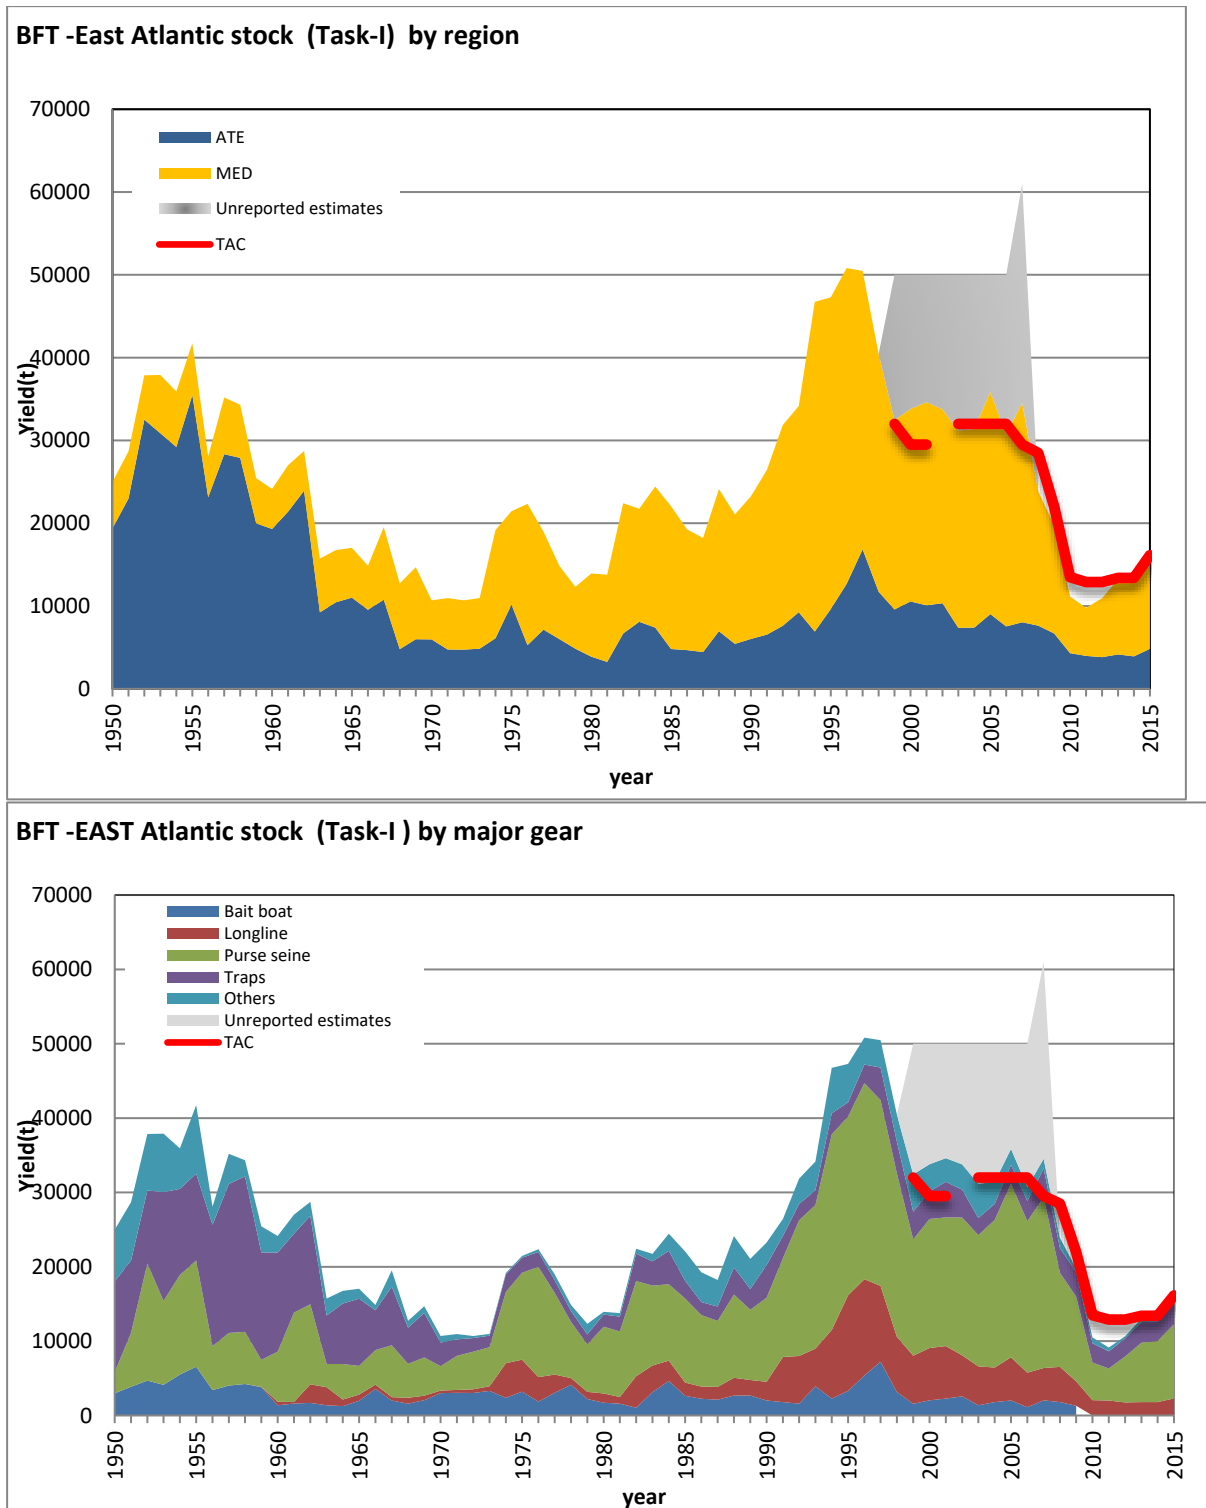 BFT -East Atlantic stock (Task-I) by region
70000
60000
50000
40000
30000
20000
10000
0
Yield(t)
ATE
MED
Unreported estimates
TAC
1950
1955
1960
1965
1970
1975
1980
1985
1990
1995
2000
2005
2010
2015
year
BFT -EAST Atlantic stock (Task-I ) by major gear
70000
60000
50000
40000
30000
20000
10000
0
Yield(t)
Bait boat
Longline
Purse seine
Traps
Others
Unreported estimates
TAC
1950
1955
1960
1965
1970
1975
1980
1985
1990
1995
2000
2005
2010
2015
year